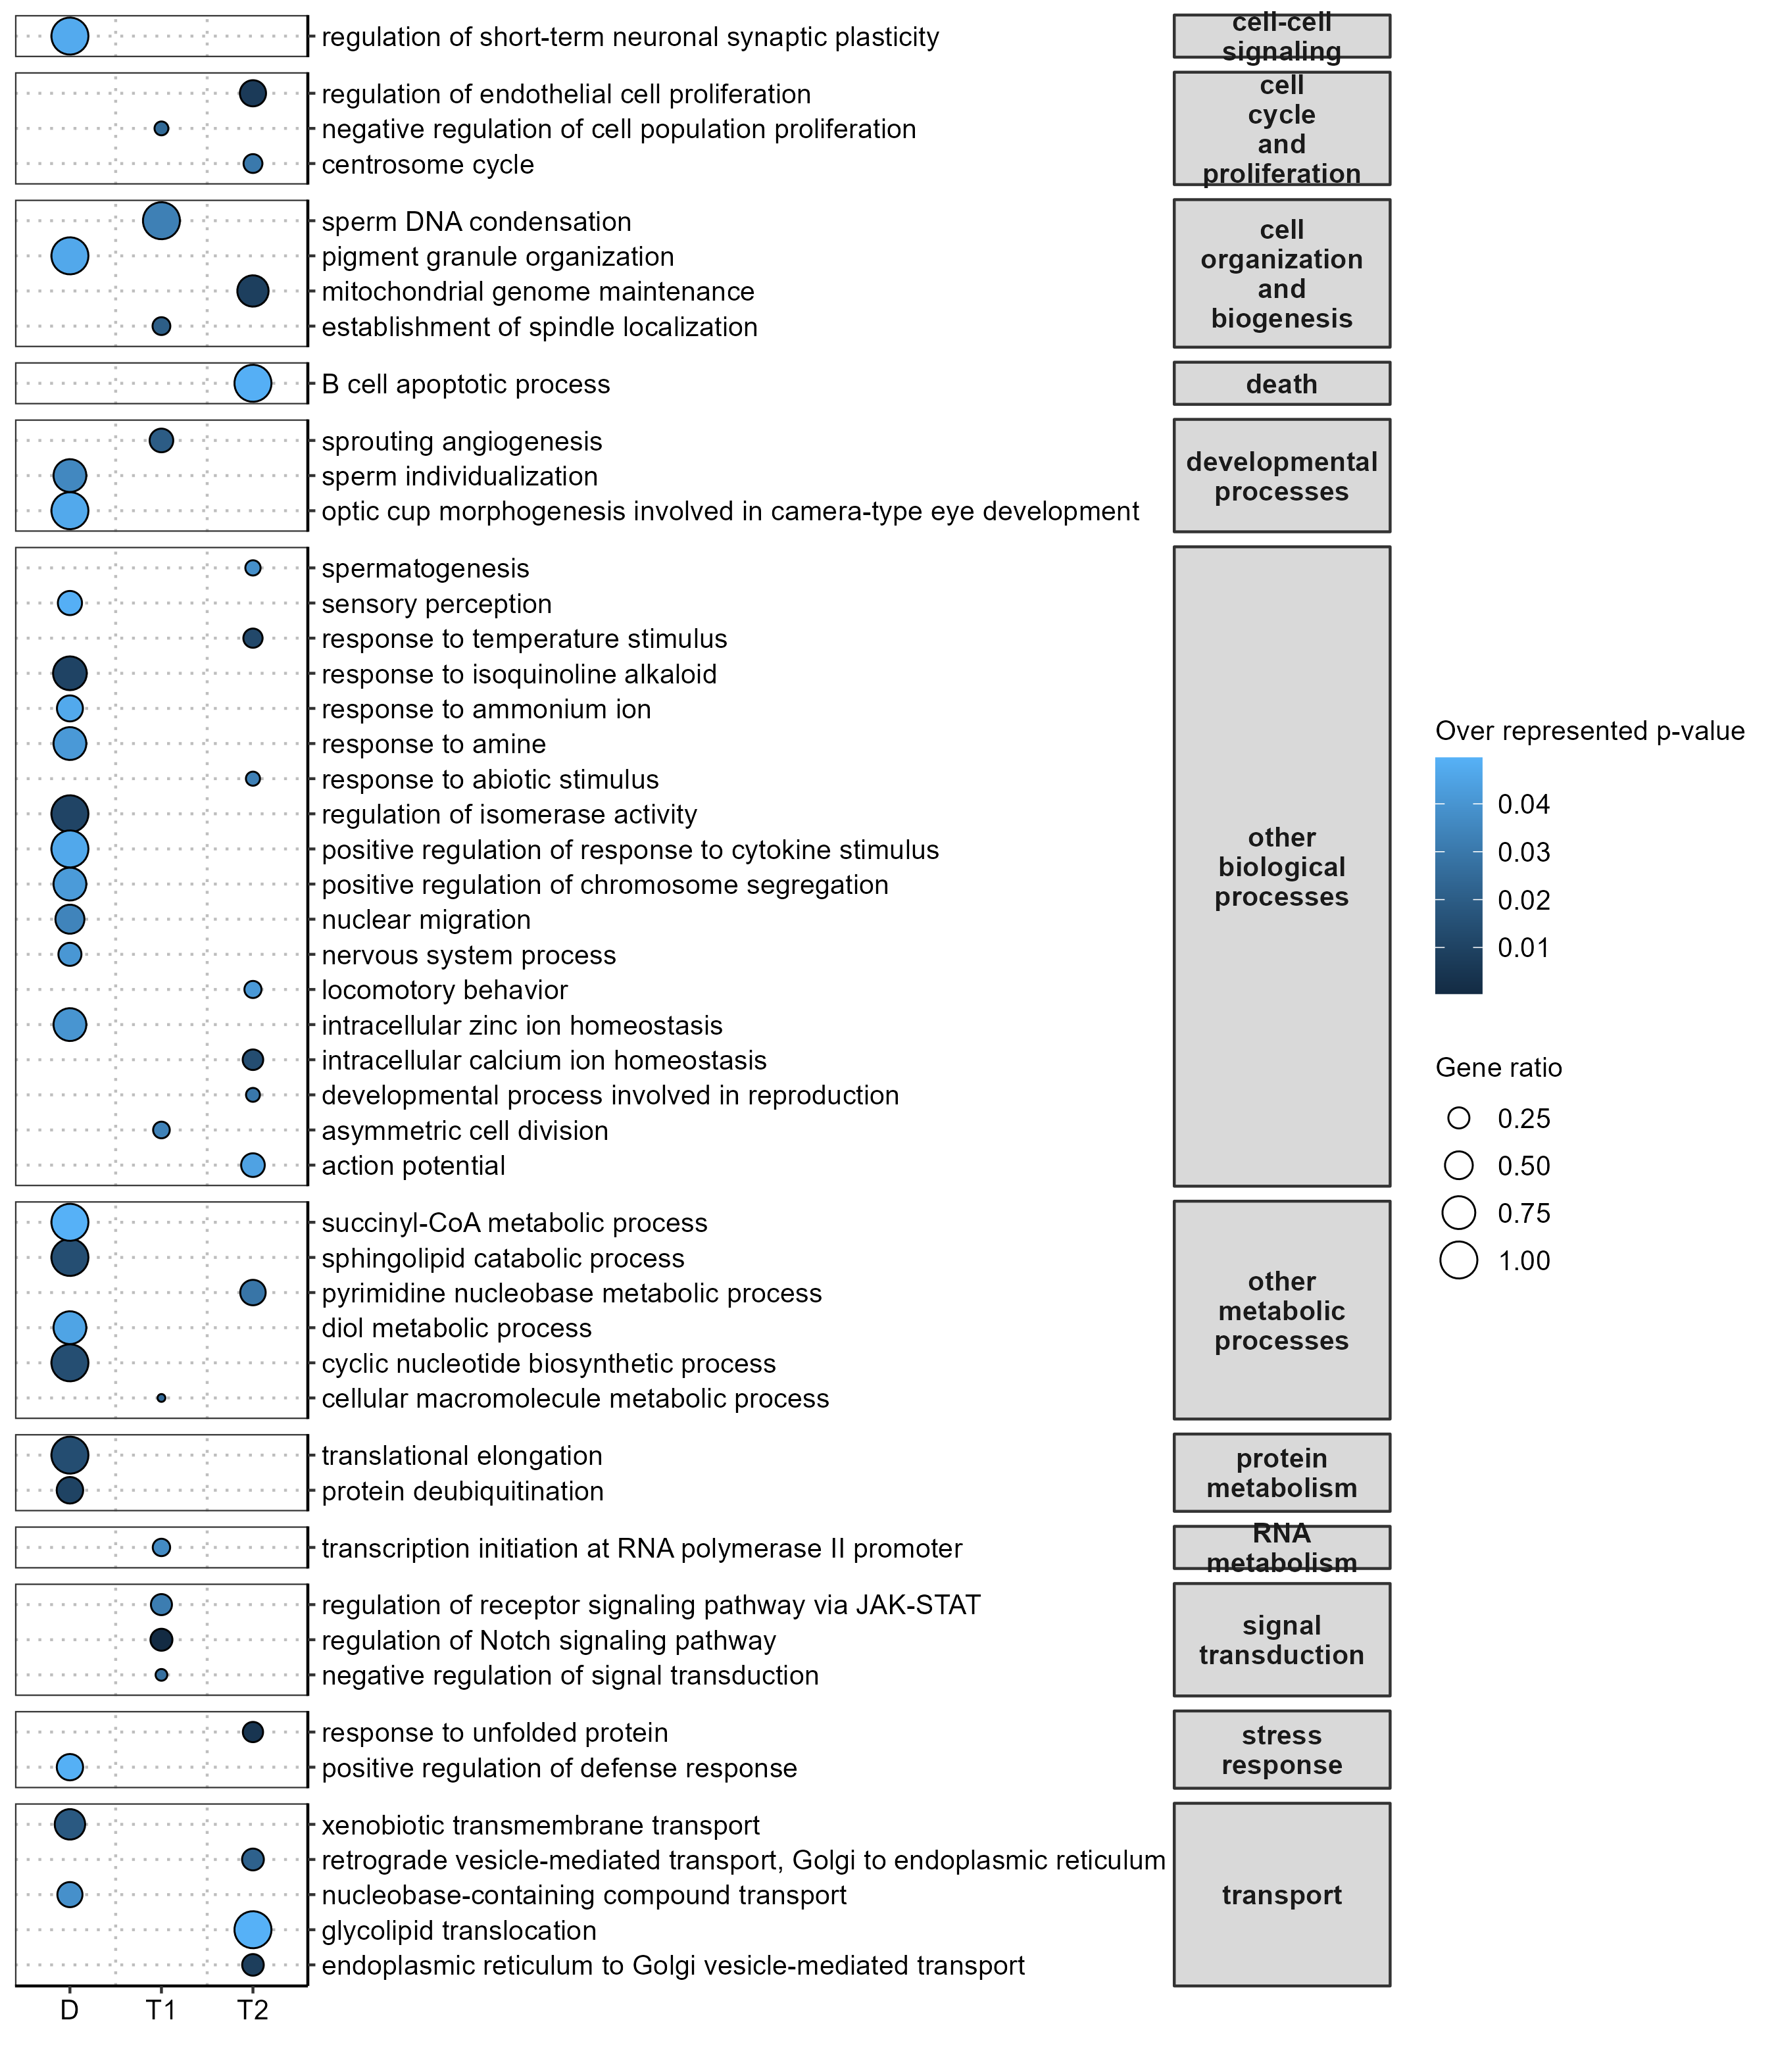 regulation of short-term neuronal synaptic plasticity
cell-cell
signaling
regulation of endothelial cell proliferation
negative regulation of cell population proliferation
centrosome cycle
cell
cycle
and
proliferation
sperm DNA condensation
pigment granule organization
mitochondrial genome maintenance
establishment of spindle localization
cell
organization
and
biogenesis
B cell apoptotic process
death
sprouting angiogenesis
sperm individualization
optic cup morphogenesis involved in camera-type eye development
developmental
processes
spermatogenesis
sensory perception
response to temperature stimulus
response to isoquinoline alkaloid
response to ammonium ion
response to amine
response to abiotic stimulus
regulation of isomerase activity
positive regulation of response to cytokine stimulus
positive regulation of chromosome segregation
nuclear migration
nervous system process
locomotory behavior
intracellular zinc ion homeostasis
intracellular calcium ion homeostasis
developmental process involved in reproduction
asymmetric cell division
action potential
other
biological
processes
succinyl-CoA metabolic process
sphingolipid catabolic process
pyrimidine nucleobase metabolic process
diol metabolic process
cyclic nucleotide biosynthetic process
cellular macromolecule metabolic process
other
metabolic
processes
translational elongation
protein deubiquitination
protein
metabolism
transcription initiation at RNA polymerase II promoter
RNA
metabolism
regulation of receptor signaling pathway via JAK-STAT
regulation of Notch signaling pathway
negative regulation of signal transduction
signal
transduction
response to unfolded protein
positive regulation of defense response
stress
response
xenobiotic transmembrane transport
retrograde vesicle-mediated transport, Golgi to endoplasmic reticulum
nucleobase-containing compound transport
glycolipid translocation
endoplasmic reticulum to Golgi vesicle-mediated transport
transport
D T1 T2
Over represented p-value
0.04
0.03
0.02
0.01
Gene ratio
0.25
0.50
0.75
1.00